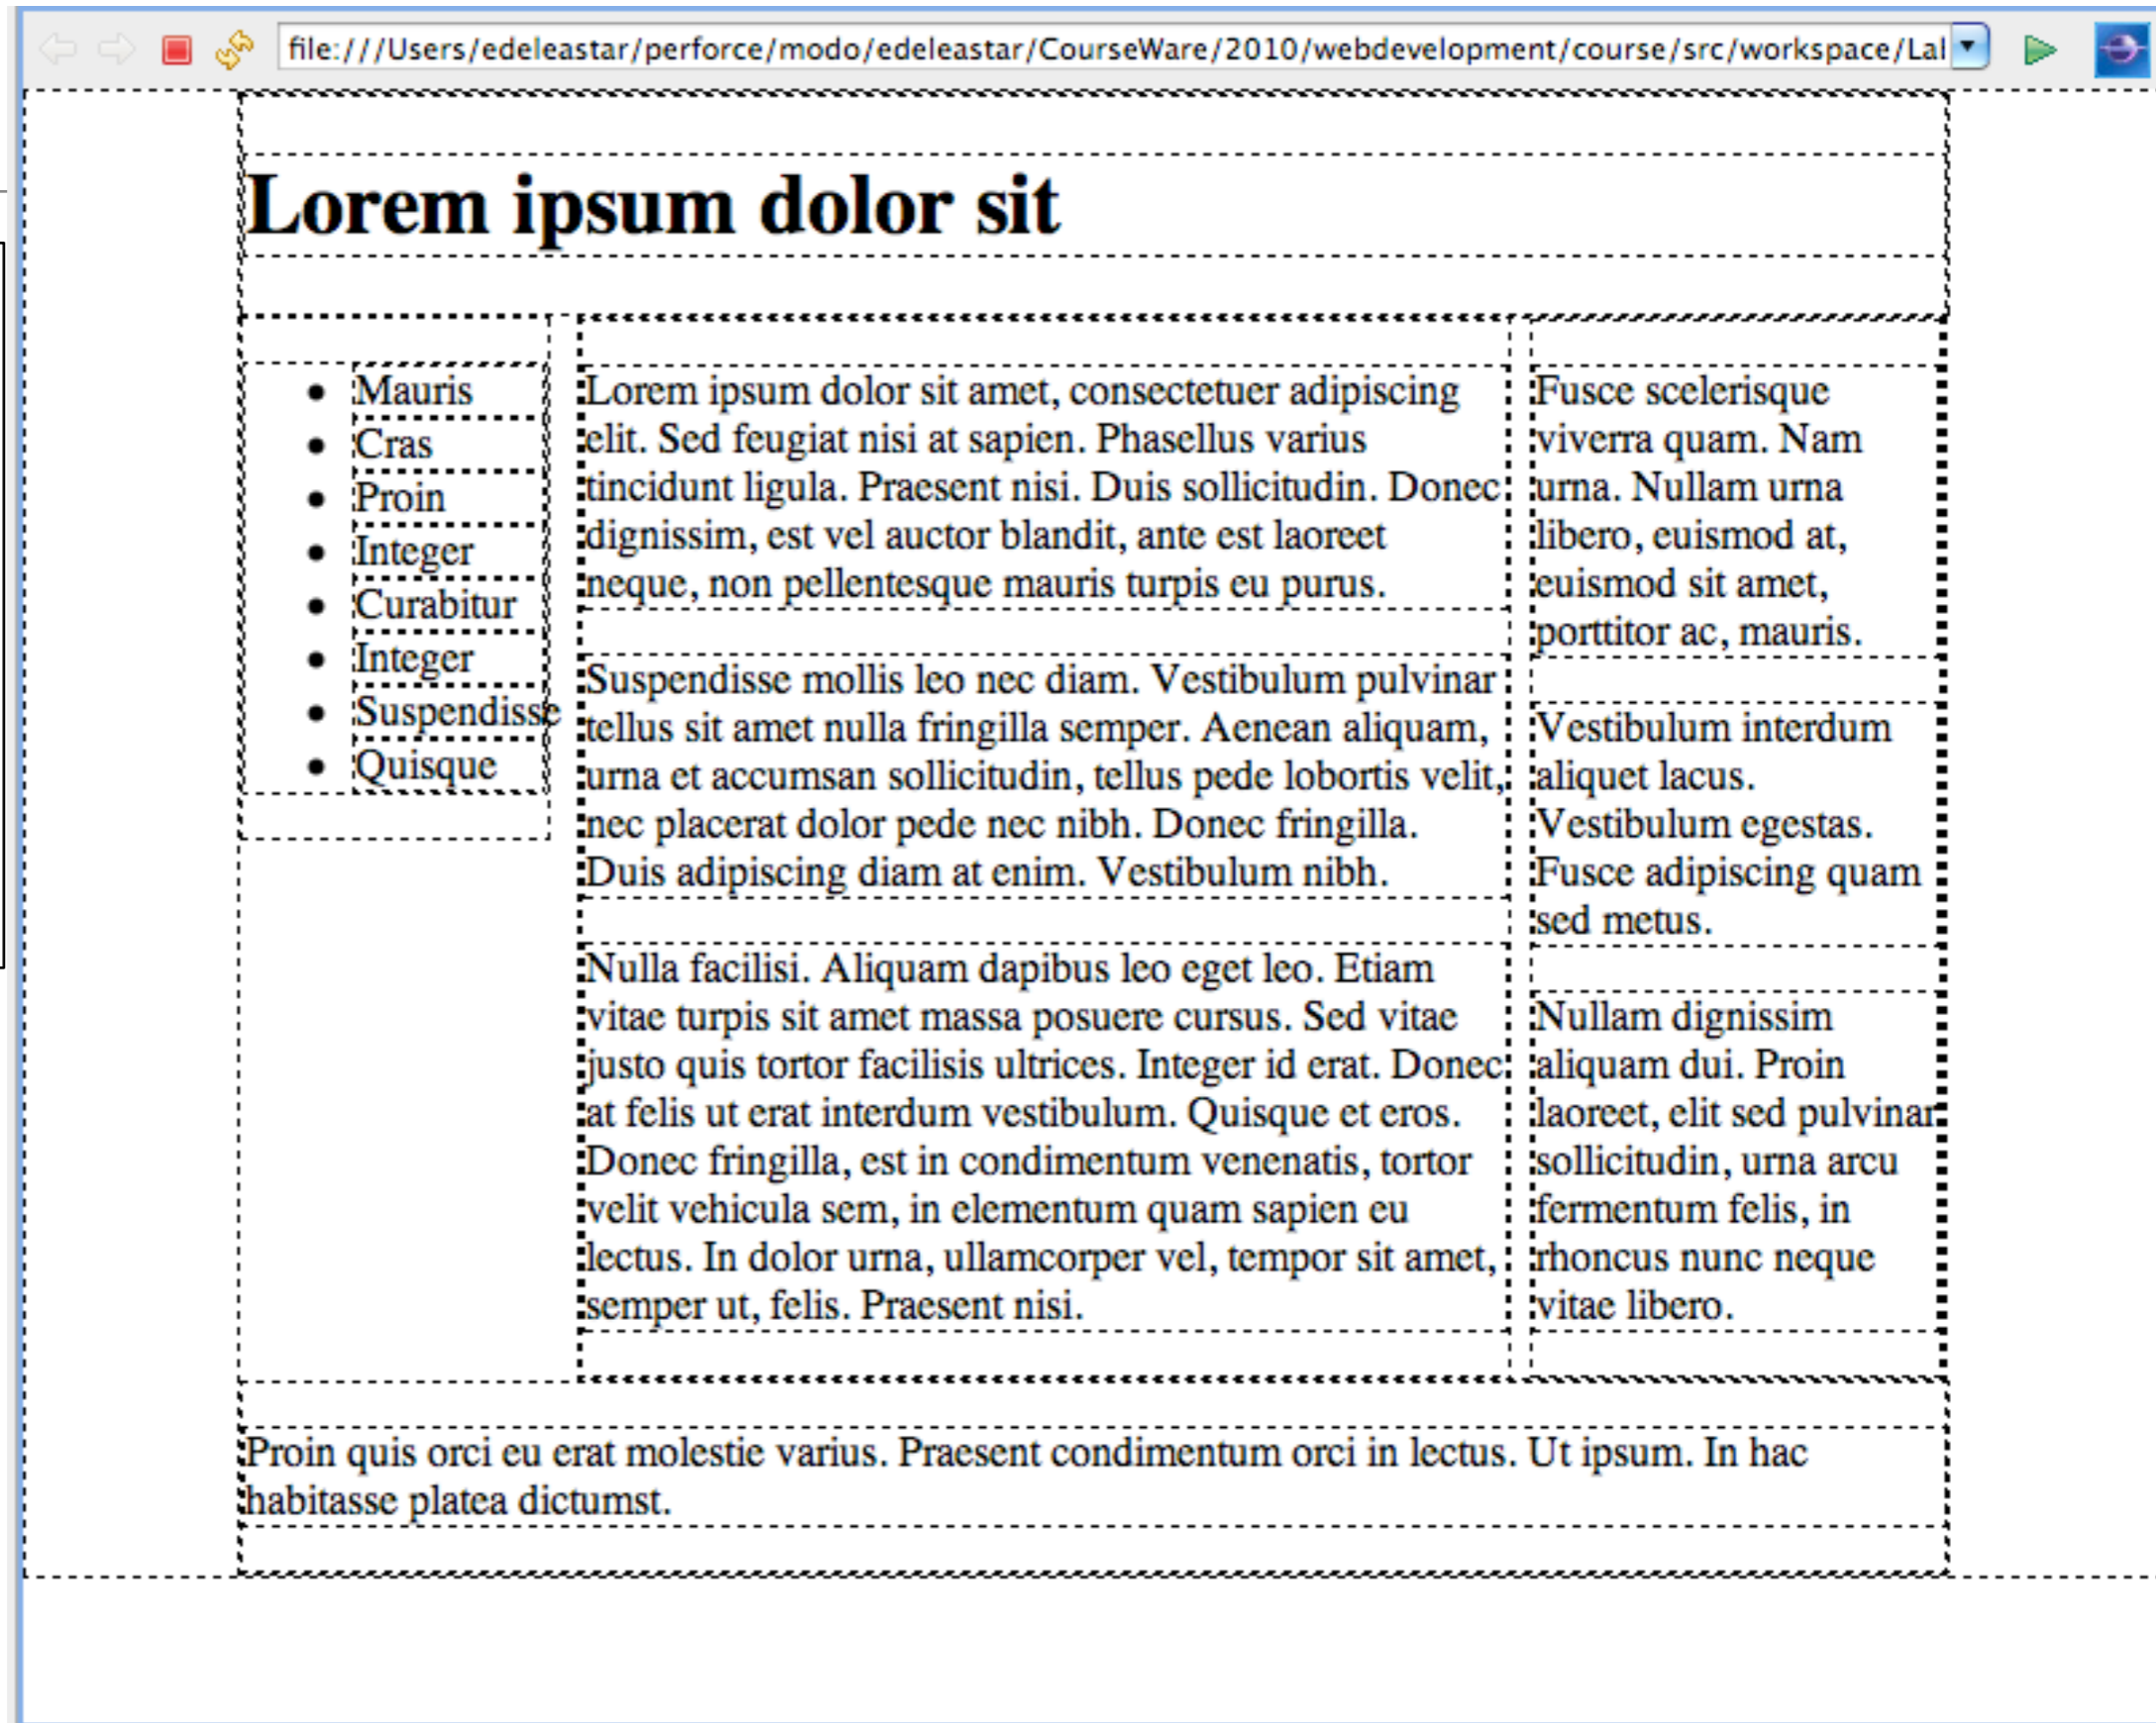 file:///Users/edeleastar/perforce/modo/edeleastar/CourseWare/2010/webdevelopment/course/src/workspace/Lal
Lorem ipsum dolor sit
Mauris
Cras
Proin
Integer
Curabitur
Integer
Suspendisse
Quisque
Lorem ipsum dolor sit amet, consectetuer adipiscing
elit. Sed feugiat nisi at sapien. Phasellus varius
tincidunt ligula. Praesent nisi. Duis sollicitudin. Donec
dignissim, est vel auctor blandit, ante est laoreet
neque, non pellentesque mauris turpis eu purus.
Suspendisse mollis leo nec diam. Vestibulum pulvinar
tellus sit amet nulla fringilla semper. Aenean aliquam,
urna et accumsan sollicitudin, tellus pede lobortis velit,
nec placerat dolor pede nec nibh. Donec fringilla.
Duis adipiscing diam at enim. Vestibulum nibh.
Nulla facilisi. Aliquam dapibus leo eget leo. Etiam
vitae turpis sit amet massa posuere cursus. Sed vitae
justo quis tortor facilisis ultrices. Integer id erat. Donec
at felis ut erat interdum vestibulum. Quisque et eros.
Donec fringilla, est in condimentum venenatis, tortor
velit vehicula sem, in elementum quam sapien eu
lectus. In dolor urna, ullamcorper vel, tempor sit amet,
semper ut, felis. Praesent nisi.
Fusce scelerisque
viverra quam. Nam
urna. Nullam urna
libero, euismod at,
euismod sit amet,
porttitor ac, mauris.
Vestibulum interdum
aliquet lacus.
Vestibulum egestas.
Fusce adipiscing quam
sed metus.
Nullam dignissim
aliquam dui. Proin
laoreet, elit sed pulvinar
sollicitudin, urna arcu
fermentum felis, in
rhoncus nunc neque
vitae libero.
Proin quis orci eu erat molestie varius. Praesent condimentum orci in lectus. Ut ipsum. In hac
habitasse platea dictumst.